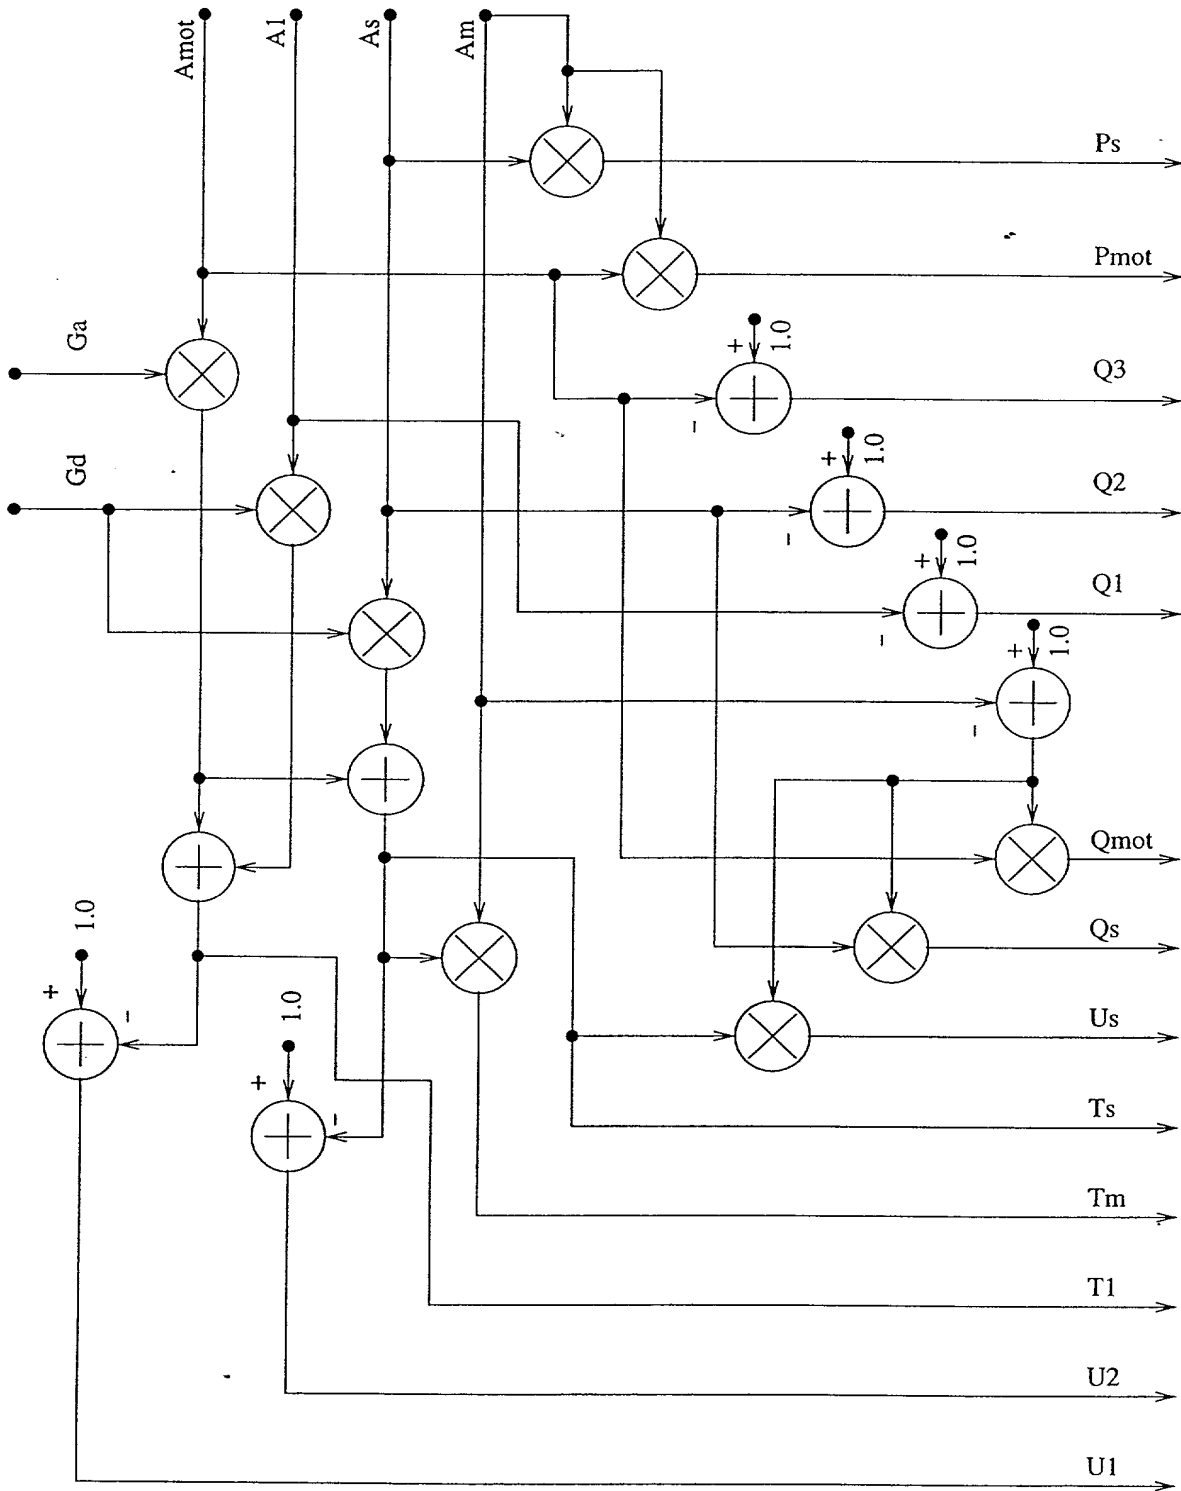 Amot
A1
As
Am
Ps
Pmot
Ga
+
1.0
-
Q3
Gd
+
1.0
-
Q2
+
1.0
-
Q1
+
1.0
-
Qmot
1.0
+
-
Qs
1.0
+
-
Us
Ts
Tm
T1
U2
U1